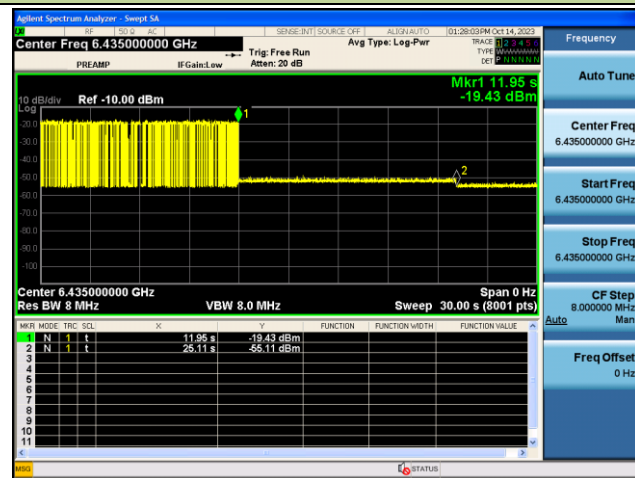 Agilent Spectrum Analyzer - Swept SA
RF 50 Ω AC SENSE:INT SOURCE OFF ALIGN AUTO 01:28:03 PM Oct 14, 2023
Center Freq 6.435000000 GHz Avg Type: Log-Pwr TRACE 1 2 3 4 5 6
Trig: Free Run TYPE
PREAMP IFGain:Low Atten: 20 dB DET P N N N N N
Mkr1 11.95 s
10 dB/div Ref -10.00 dBm -19.43 dBm
Log
1
-20.0
-30.0
-40.0
-50.0
2
-60.0
-70.0
-80.0
-90.0
-100
Center 6.435000000 GHz Span 0 Hz
Res BW 8 MHz VBW 8.0 MHz Sweep 30.00 s (8001 pts)
MKR MODE TRC SCL X Y FUNCTION FUNCTION WIDTH FUNCTION VALUE
1 N 1 t 11.95 s -19.43 dBm
2 N 1 t 25.11 s -55.11 dBm
3
4
5
6
7
8
9
10
11
MSG STATUS
Frequency
Auto Tune
Center Freq
6.435000000 GHz
Start Freq
6.435000000 GHz
Stop Freq
6.435000000 GHz
CF Step
8.000000 MHz
Auto Man
Freq Offset
0 Hz